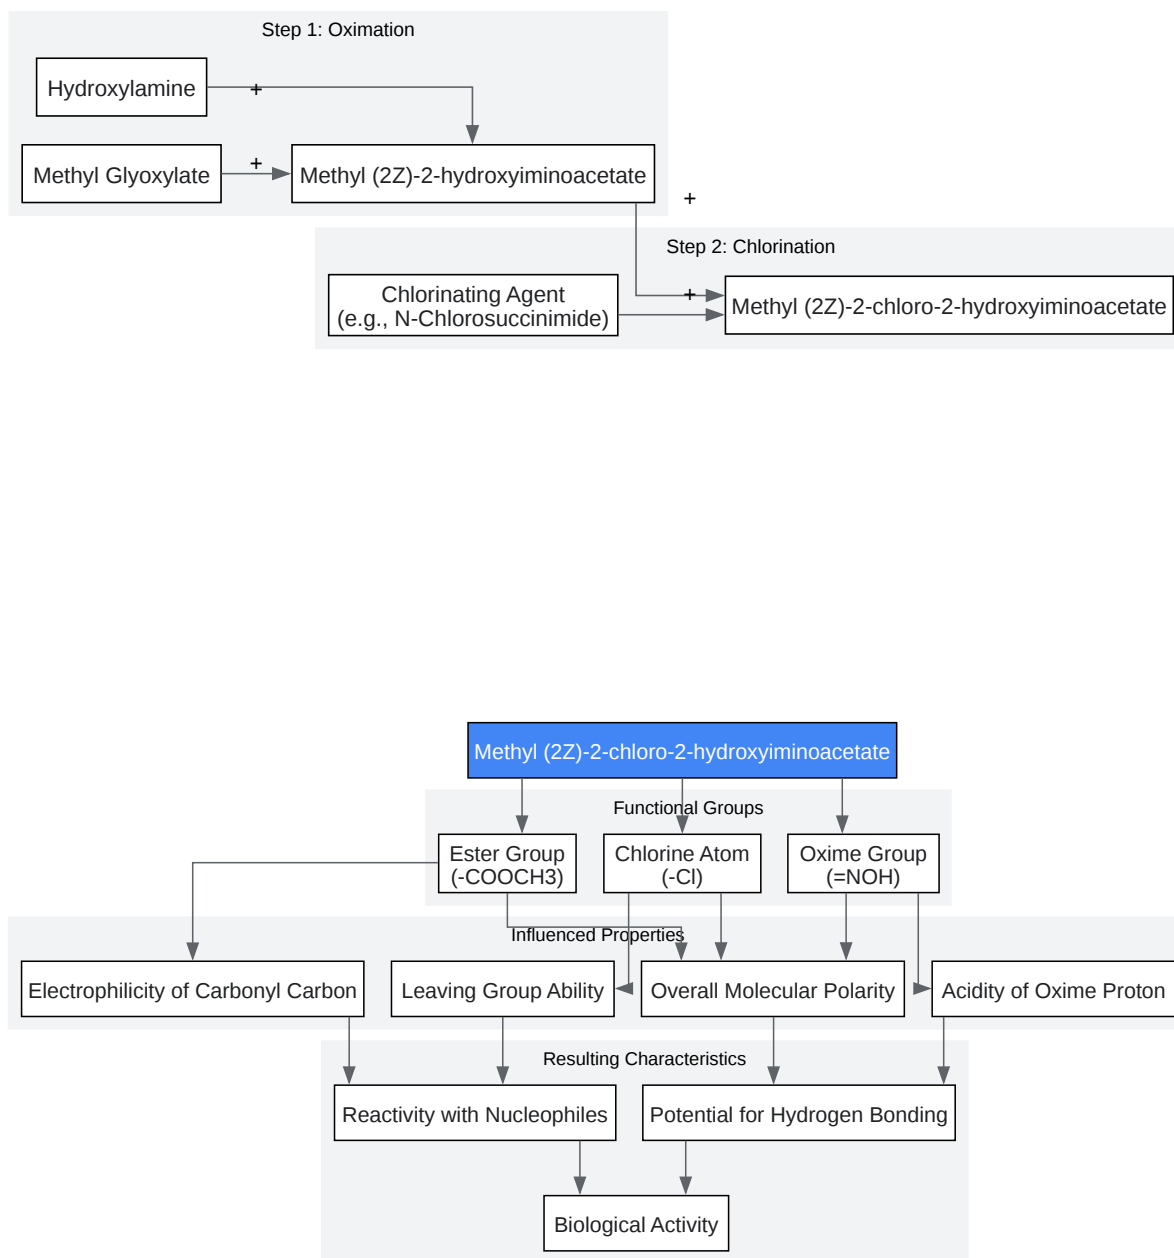 Step 1: Oximation
Hydroxylamine
+
Methyl Glyoxylate
+
Methyl (2Z)-2-hydroxyiminoacetate
+
Step 2: Chlorination
Chlorinating Agent
(e.g., N-Chlorosuccinimide)
+
Methyl (2Z)-2-chloro-2-hydroxyiminoacetate
Methyl (2Z)-2-chloro-2-hydroxyiminoacetate
Functional Groups
Ester Group
(-COOCH3)
Chlorine Atom
(-Cl)
Oxime Group
(=NOH)
Influenced Properties
Electrophilicity of Carbonyl Carbon
Leaving Group Ability
Overall Molecular Polarity
Acidity of Oxime Proton
Resulting Characteristics
Reactivity with Nucleophiles
Potential for Hydrogen Bonding
Biological Activity